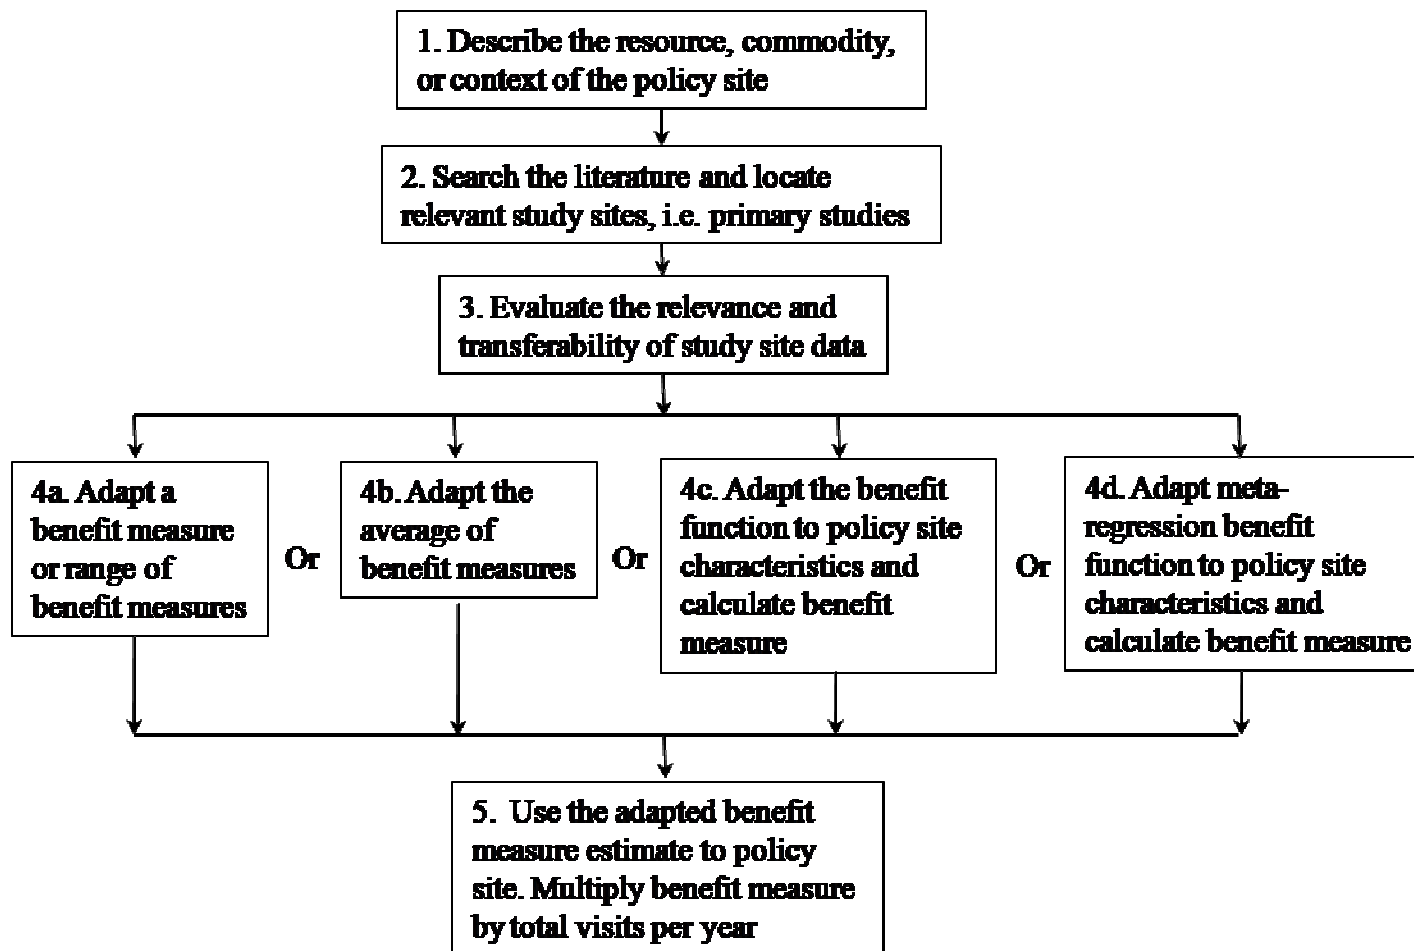 1. Describe the resource, commodity,
or context of the policy site
2. Search the literature and locate
relevant study sites, i.e. primary studies
3. Evaluate the relevance and
transferability of study site data
4a. Adapt a
benefit measure
or range of
benefit measures
Or
4b. Adapt the
average of
benefit measures
Or
4c. Adapt the benefit
function to policy site
characteristics and
calculate benefit
measure
Or
4d. Adapt meta-
regression benefit
function to policy site
characteristics and
calculate benefit measure
5. Use the adapted benefit
measure estimate to policy
site. Multiply benefit measure
by total visits per year